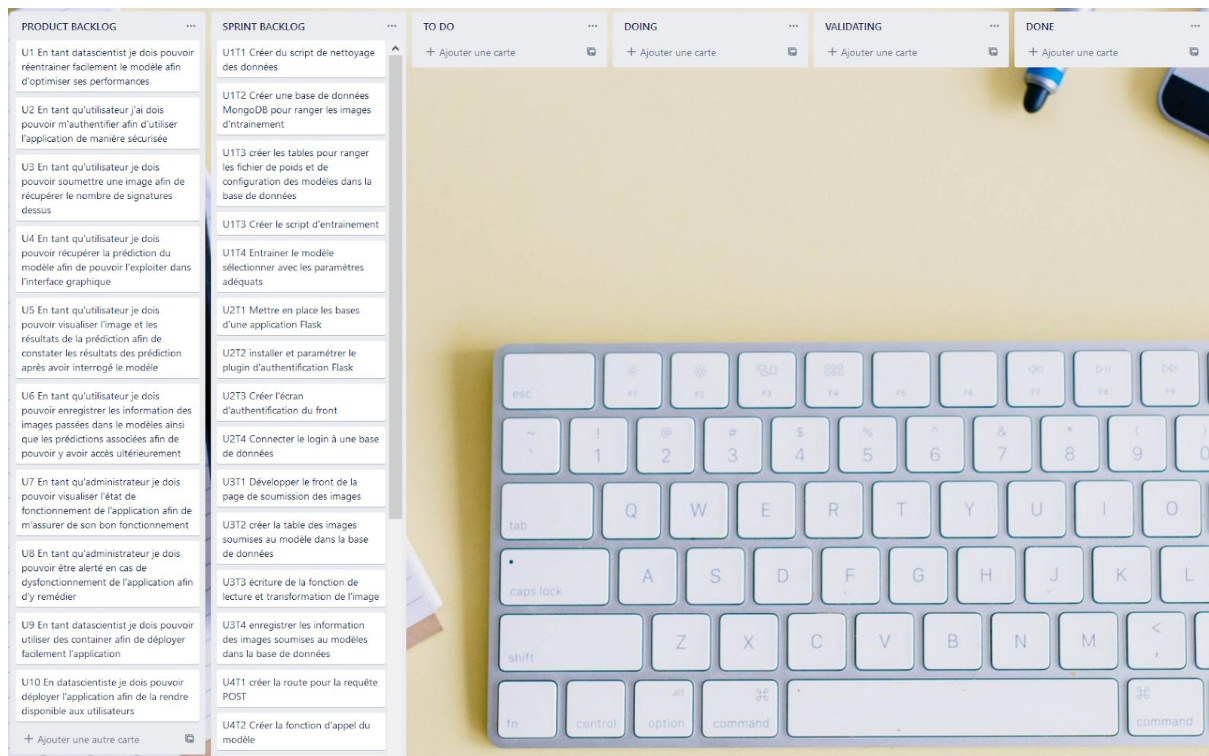 PRODUCT BACKLOG
U1 En tant datascientist je dois pouvoir
réentrainer facilement le modèle afin
d'optimiser ses performances
U2 En tant qu'utilisateur j'ai dois
pouvoir m'authentifier afin d'utiliser
l'application de manière sécurisée
U3 En tant qu'utilisateur je dois
pouvoir soumettre une image afin de
récupérer le nombre de signatures
dessus
U4 En tant qu'utilisateur je dois
pouvoir récupérer la prédiction du
modèle afin de pouvoir l'exploiter dans
l'interface graphique
U5 En tant qu'utilisateur je dois
pouvoir visualiser l'image et les
résultats de la prédiction afin de
constater les résultats des prédiction
après avoir interrogé le modèle
U6 En tant qu'utilisateur je dois
pouvoir enregistrer les information des
images passées dans le modèles ainsi
que les prédictions associées afin de
pouvoir y avoir accès ultérieurement
U7 En tant qu'administrateur je dois
pouvoir visualiser l'état de
fonctionnement de l'application afin de
m'assurer de son bon fonctionnement
U8 En tant qu'administrateur je dois
pouvoir être alerté en cas de
dysfonctionnement de l'application afin
d'y remédier
U9 En tant datascientist je dois pouvoir
utiliser des container afin de déployer
facilement l'application
U10 En datascientiste je dois pouvoir
déployer l'application afin de la rendre
disponible aux utilisateurs
+ Ajouter une autre carte
SPRINT BACKLOG
U1T1 Créer du script de nettoyage
des données
U1T2 Créer une base de données
MongoDB pour ranger les images
d'ntrainement
U1T3 créer les tables pour ranger
les fichier de poids et de
configuration des modèles dans la
base de données
U1T3 Créer le script d'entrainement
U1T4 Entrainer le modèle
sélectionner avec les paramètres
adéquats
U2T1 Mettre en place les bases
d'une application Flask
U2T2 installer et paramétrer le
plugin d'authentification Flask
U2T3 Créer l'écran
d'authentification du front
U2T4 Connecter le login à une base
de données
U3T1 Développer le front de la
page de soumission des images
U3T2 créer la table des images
soumises au modèle dans la base
de données
U3T3 écriture de la fonction de
lecture et transformation de l'image
U3T4 enregistrer les information
des images soumises au modèles
dans la base de données
U4T1 créer la route pour la requête
POST
U4T2 Créer la fonction d'appel du
modèle
TO DO
+ Ajouter une carte
DOING
+ Ajouter une carte
VALIDATING
+ Ajouter une carte
DONE
+ Ajouter une carte
esc F1 F2 F3 F4 F5 F6 F7 F8 F9
~ ! @ # $ % ^ & * ( )
` 1 2 3 4 5 6 7 8 9 0
tab Q W E R T Y U I O
caps lock A S D F G H J K L
shift Z X C V B N M < ,
fn control alt option ⌘ command ⌘ command